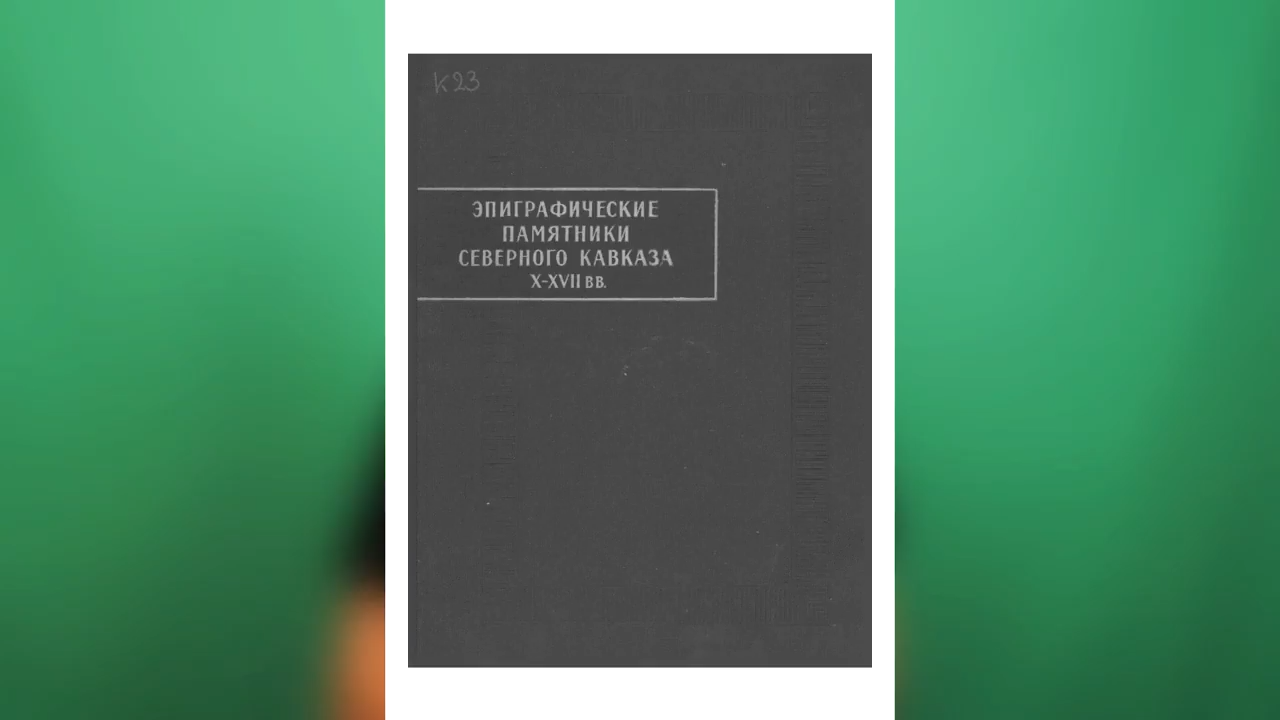 К23
ЭПИГРАФИЧЕСКИЕ
ПАМЯТНИКИ
СЕВЕРНОГО КАВКАЗА
X-XVII ВВ.